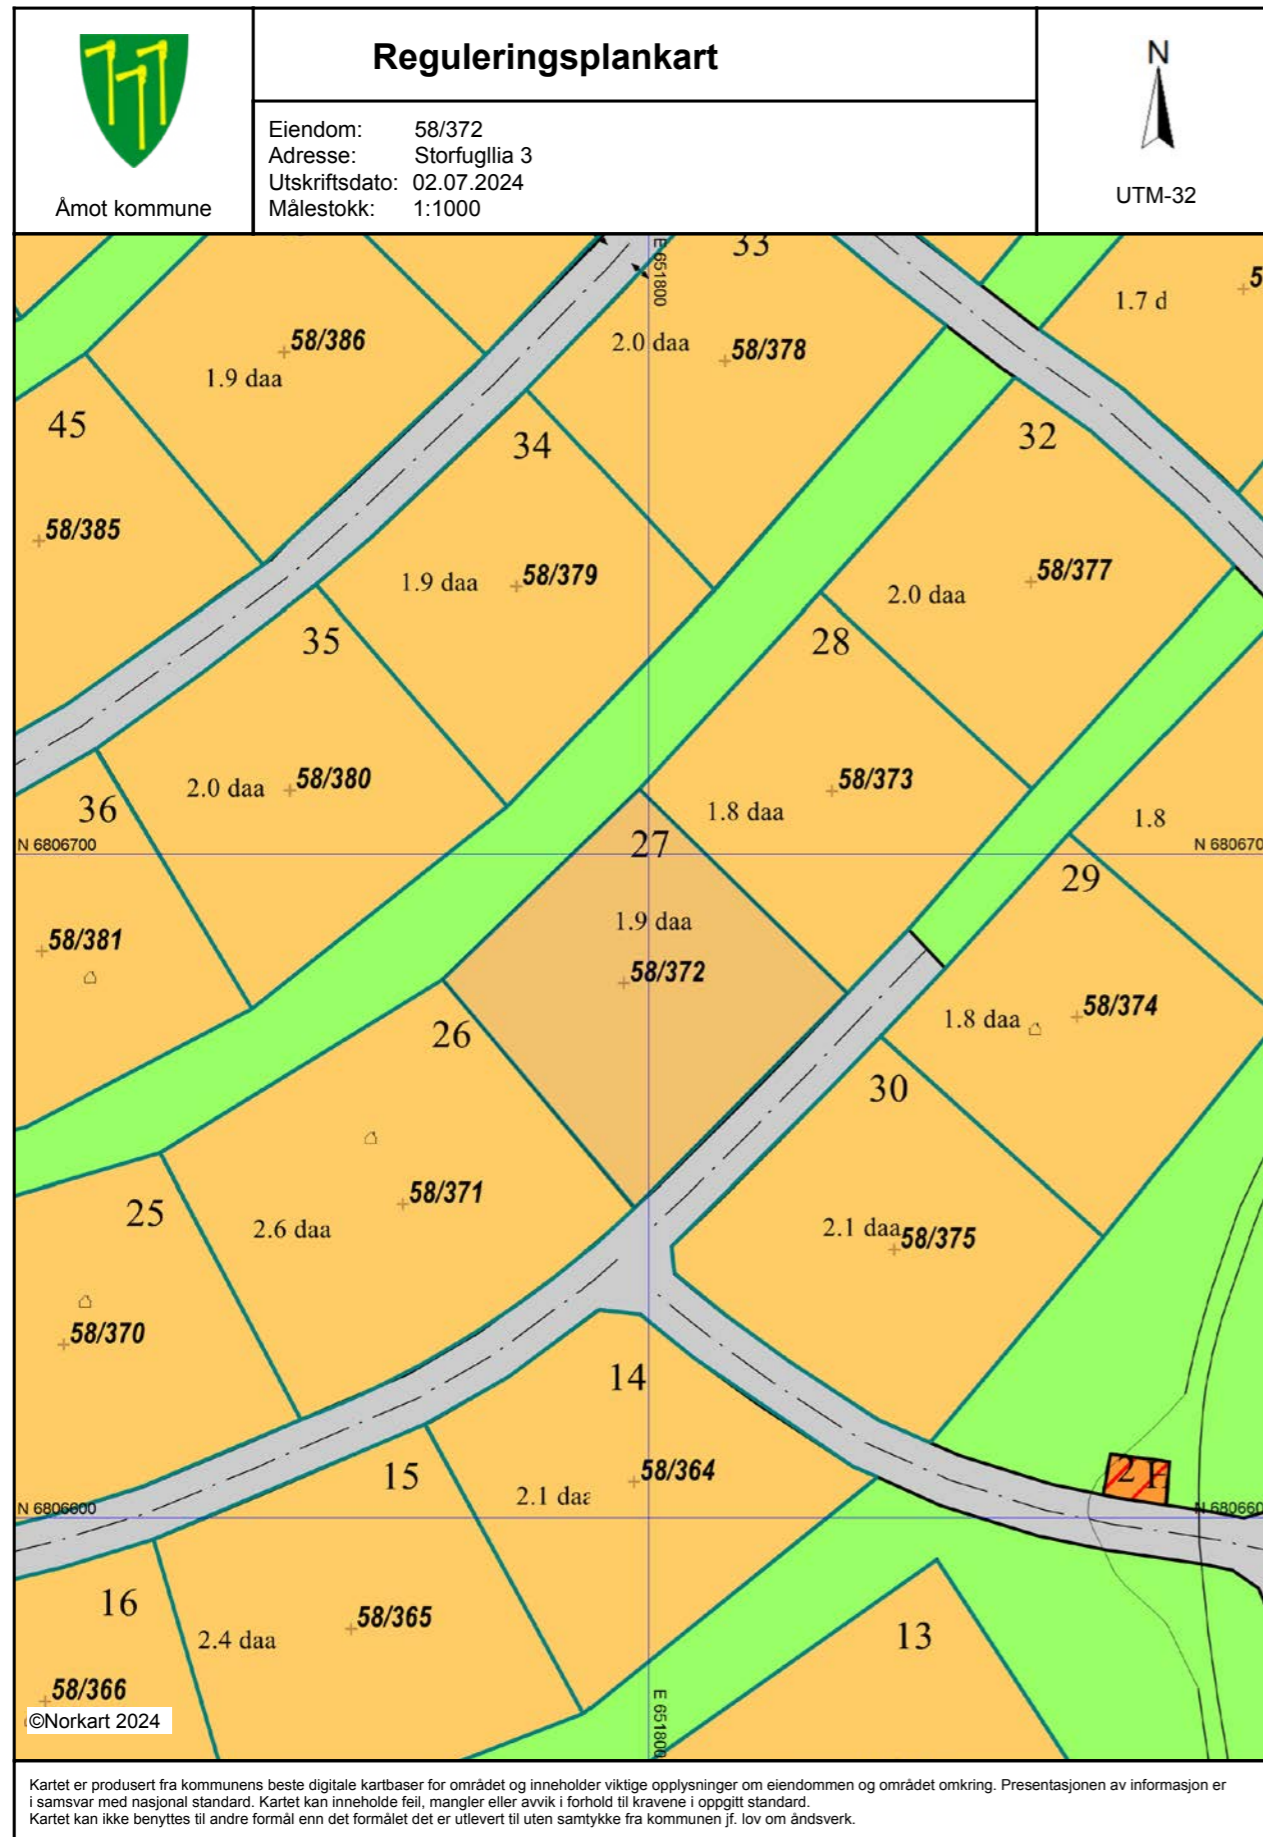 Reguleringsplankart
Eiendom: 58/372
Adresse: Storfugllia 3
Utskriftsdato: 02.07.2024
Målestokk: 1:1000
Åmot kommune
N
UTM-32
E 651800
33
1.7 d
5
58/386
1.9 daa
2.0 daa
58/378
45
34
32
58/385
1.9 daa
58/379
58/377
2.0 daa
35
28
2.0 daa
58/380
58/373
36
1.8 daa
1.8
27
N 6806700
N 680670
29
1.9 daa
58/381
58/372
58/374
1.8 daa
26
30
58/371
25
2.6 daa
2.1 daa
58/375
58/370
14
15
58/364
2.1 daa
2 T
N 6806600
N 680660
16
58/365
2.4 daa
13
58/366
E 651800
©Norkart 2024
Kartet er produsert fra kommunens beste digitale kartbaser for området og inneholder viktige opplysninger om eiendommen og området omkring. Presentasjonen av informasjon er
i samsvar med nasjonal standard. Kartet kan inneholde feil, mangler eller avvik i forhold til kravene i oppgitt standard.
Kartet kan ikke benyttes til andre formål enn det formålet det er utlevert til uten samtykke fra kommunen jf. lov om åndsverk.